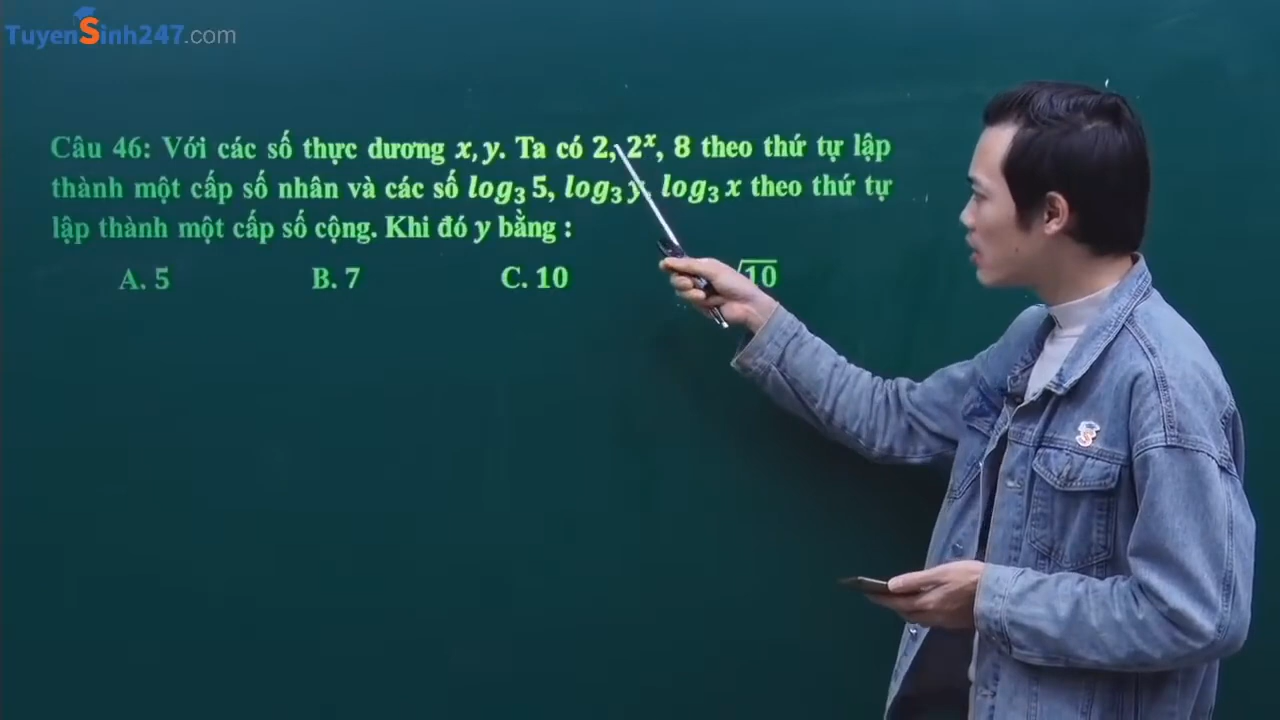 TuyenSinh247.com
Câu 46: Với các số thực dương x, y. Ta có 2, 2ˣ, 8 theo thứ tự lập
thành một cấp số nhân và các số log₃ 5, log₃ y, log₃ x theo thứ tự
lập thành một cấp số cộng. Khi đó y bằng :
A. 5 B. 7 C. 10 √10